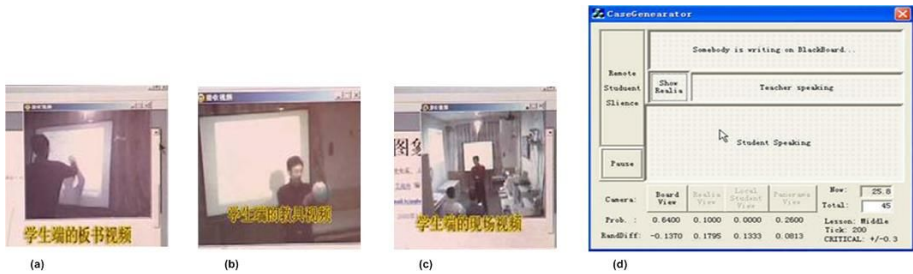 CaseGenearator
Somebody is writing on BlackBoard...
Remote
Studuent
Slience
Show
Realia
Teacher speaking
Student Speaking
Pause
Camera:
Board
View
Realia
View
Local
Student
View
Panorama
View
Now:
25.8
Total:
45
Prob. :
0.6400
0.1000
0.0000
0.2600
Lesson: Middle
Tick: 200
RandDiff:
-0.1370
0.1795
0.1333
0.0813
CRITICAL: +/-0.3
学生端的板书视频
学生端的教具视频
图象
学生端的现场视频
(a)
(b)
(c)
(d)